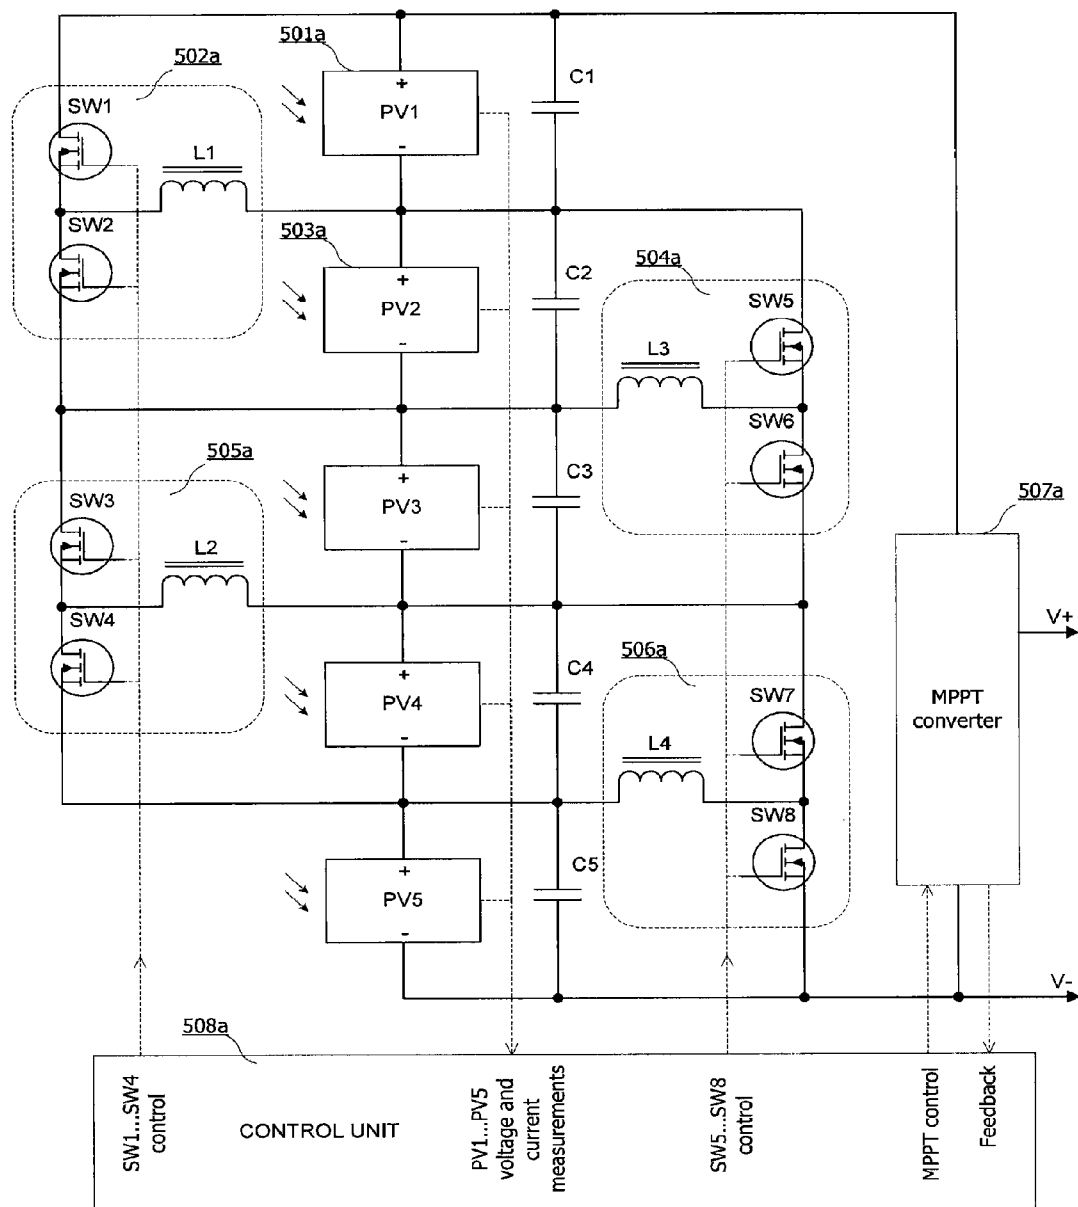 501a
502a
C1
SW1
PV1
+
-
L1
SW2
503a
504a
C2
SW5
+
PV2
-
L3
SW6
505a
C3
507a
SW3
+
PV3
-
L2
V+
SW4
506a
C4
SW7
+
PV4
-
MPPT
converter
L4
SW8
C5
+
PV5
-
V-
508a
SW1...SW4
control
CONTROL UNIT
PV1...PV5
voltage and
current
measurements
SW5...SW8
control
MPPT control
Feedback